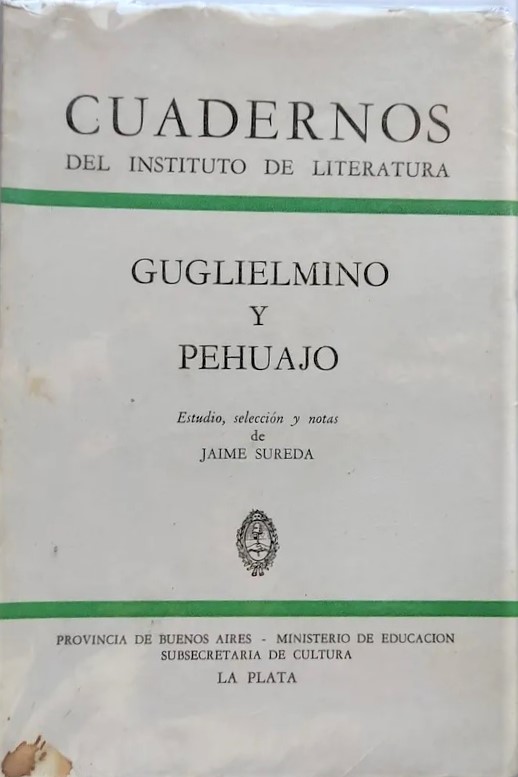 CUADERNOS
DEL INSTITUTO DE LITERATURA
GUGLIELMINO
Y
PEHUAJO
Estudio, selección y notas
de
JAIME SUREDA
PROVINCIA DE BUENOS AIRES - MINISTERIO DE EDUCACION
SUBSECRETARIA DE CULTURA
LA PLATA